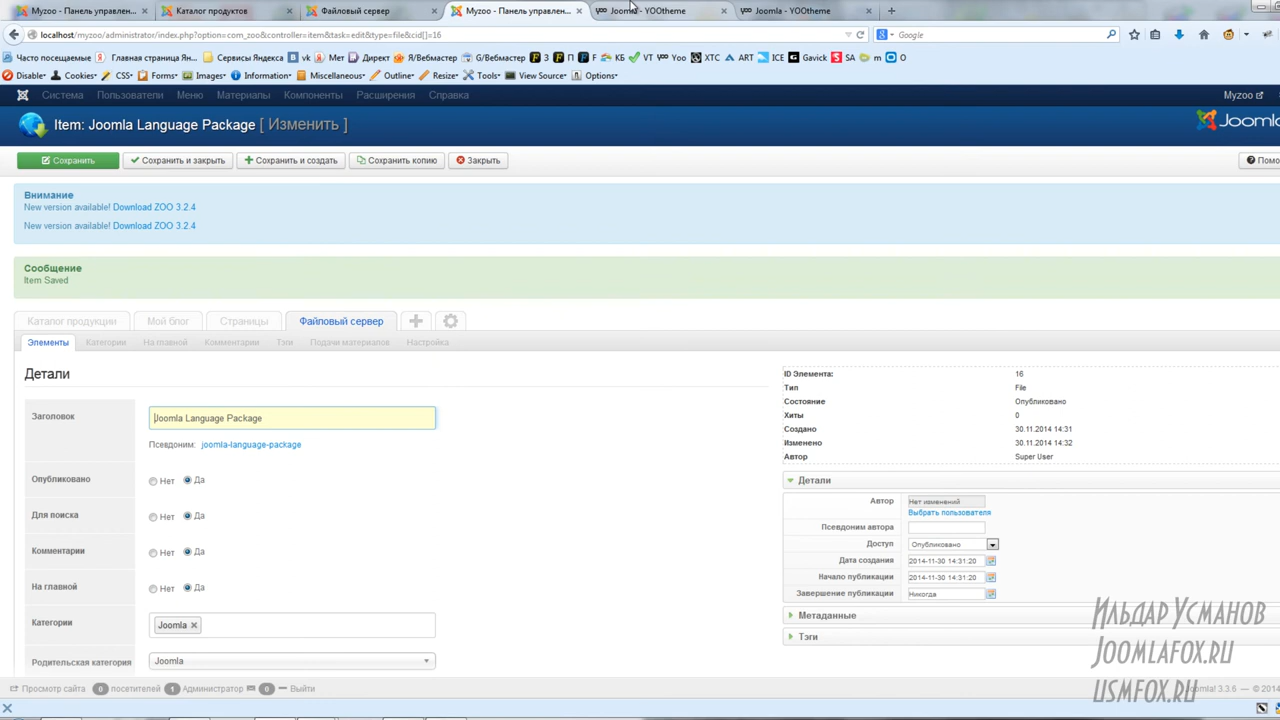 Myzoo - Панель управлен...
Каталог продуктов
Файловый сервер
Myzoo - Панель управлен...
Joomla - YOOtheme
Joomla - YOOtheme
localhost/myzoo/administrator/index.php?option=com_zoo&controller=item&task=edit&type=file&cid[]=16
Google
Часто посещаемые Главная страница Ян... Сервисы Яндекса vk Мет Директ Я/Вебмастер G/Вебмастер З П F КБ VT Yoo XTC ART ICE Gavick SA m O
Disable Cookies CSS Forms Images Information Miscellaneous Outline Resize Tools View Source Options
Система Пользователи Меню Материалы Компоненты Расширения Справка Myzoo
Item: Joomla Language Package [ Изменить ]
Joomla
Сохранить Сохранить и закрыть Сохранить и создать Сохранить копию Закрыть
Внимание
New version available! Download ZOO 3.2.4
New version available! Download ZOO 3.2.4
Сообщение
Item Saved
Каталог продукции Мой блог Страницы Файловый сервер
Элементы Категории На главной Комментарии Тэги Подачи материалов Настройка
Детали
Заголовок Joomla Language Package
Псевдоним: joomla-language-package
Опубликовано Нет Да
Для поиска Нет Да
Комментарии Нет Да
На главной Нет Да
Категории Joomla
Родительская категория Joomla
ID Элемента: 16
Тип File
Состояние Опубликовано
Хиты 0
Создано 30.11.2014 14:31
Изменено 30.11.2014 14:32
Автор Super User
Детали
Автор Нет изменений
Выбрать пользователя
Псевдоним автора
Доступ Опубликовано
Дата создания 2014-11-30 14:31:20
Начало публикации 2014-11-30 14:31:20
Завершение публикации Никогда
Метаданные
Тэги
Ильдар Усманов
Joomlafox.ru
usmfox.ru
Просмотр сайта 0 посетителей 1 Администратор 0 Выйти
Joomla! 3.3.6 — © 2014